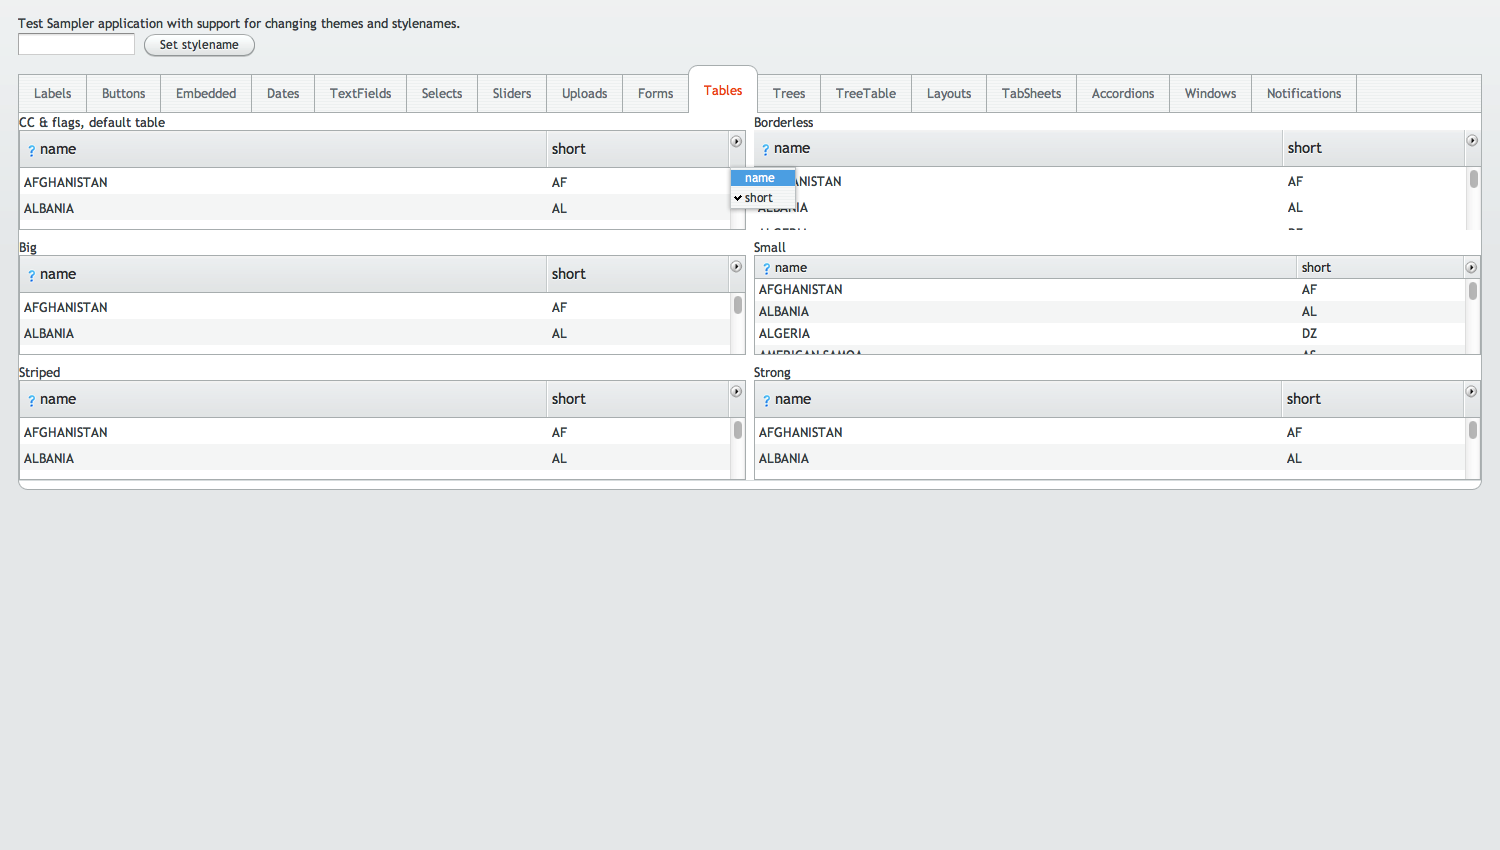 Test Sampler application with support for changing themes and stylenames.
Set stylename
Labels Buttons Embedded Dates TextFields Selects Sliders Uploads Forms Tables Trees TreeTable Layouts TabSheets Accordions Windows Notifications
CC & flags, default table
? name short
AFGHANISTAN AF
ALBANIA AL
name
short
Borderless
? name short
NISTAN AF
ALBANIA AL
Big
? name short
AFGHANISTAN AF
ALBANIA AL
Small
? name short
AFGHANISTAN AF
ALBANIA AL
ALGERIA DZ
AMERICAN SAMOA AS
Striped
? name short
AFGHANISTAN AF
ALBANIA AL
Strong
? name short
AFGHANISTAN AF
ALBANIA AL